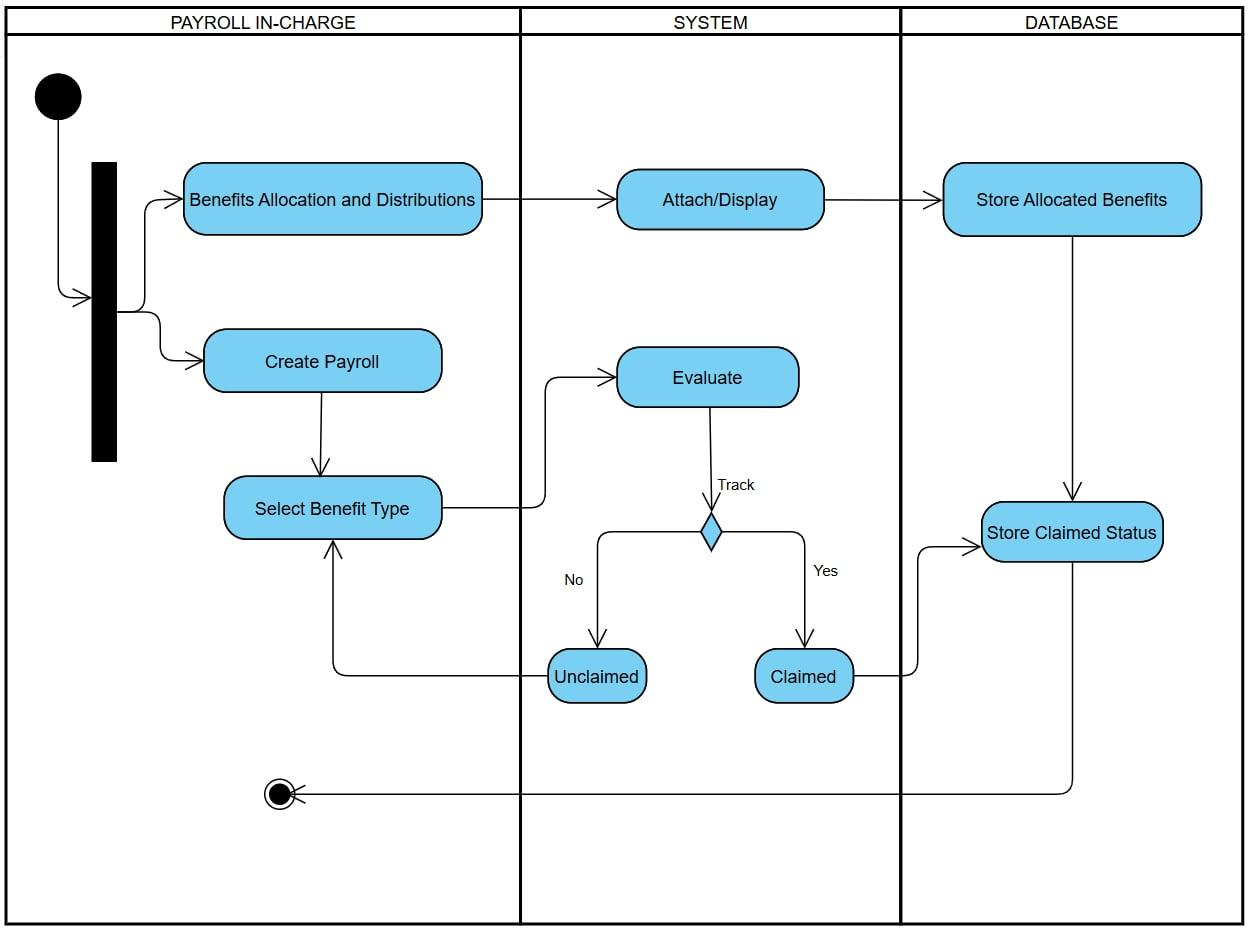 PAYROLL IN-CHARGE
SYSTEM
DATABASE
Benefits Allocation and Distributions
Attach/Display
Store Allocated Benefits
Create Payroll
Evaluate
Select Benefit Type
Track
Store Claimed Status
No
Yes
Unclaimed
Claimed